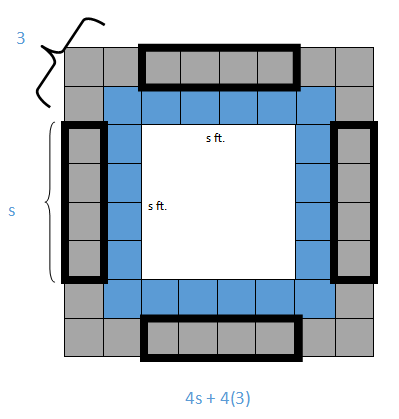 3
s ft.
s ft.
s
4s + 4(3)